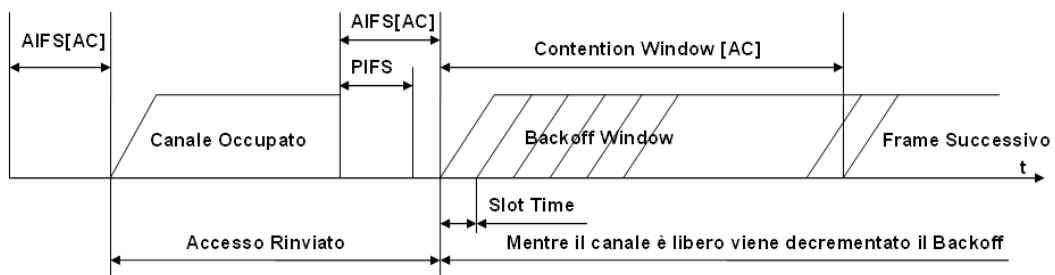 AIFS[AC]
AIFS[AC]
Contention Window [AC]
PIFS
Canale Occupato
Backoff Window
Frame Successivo
t
Slot Time
Accesso Rinviato
Mentre il canale è libero viene decrementato il Backoff